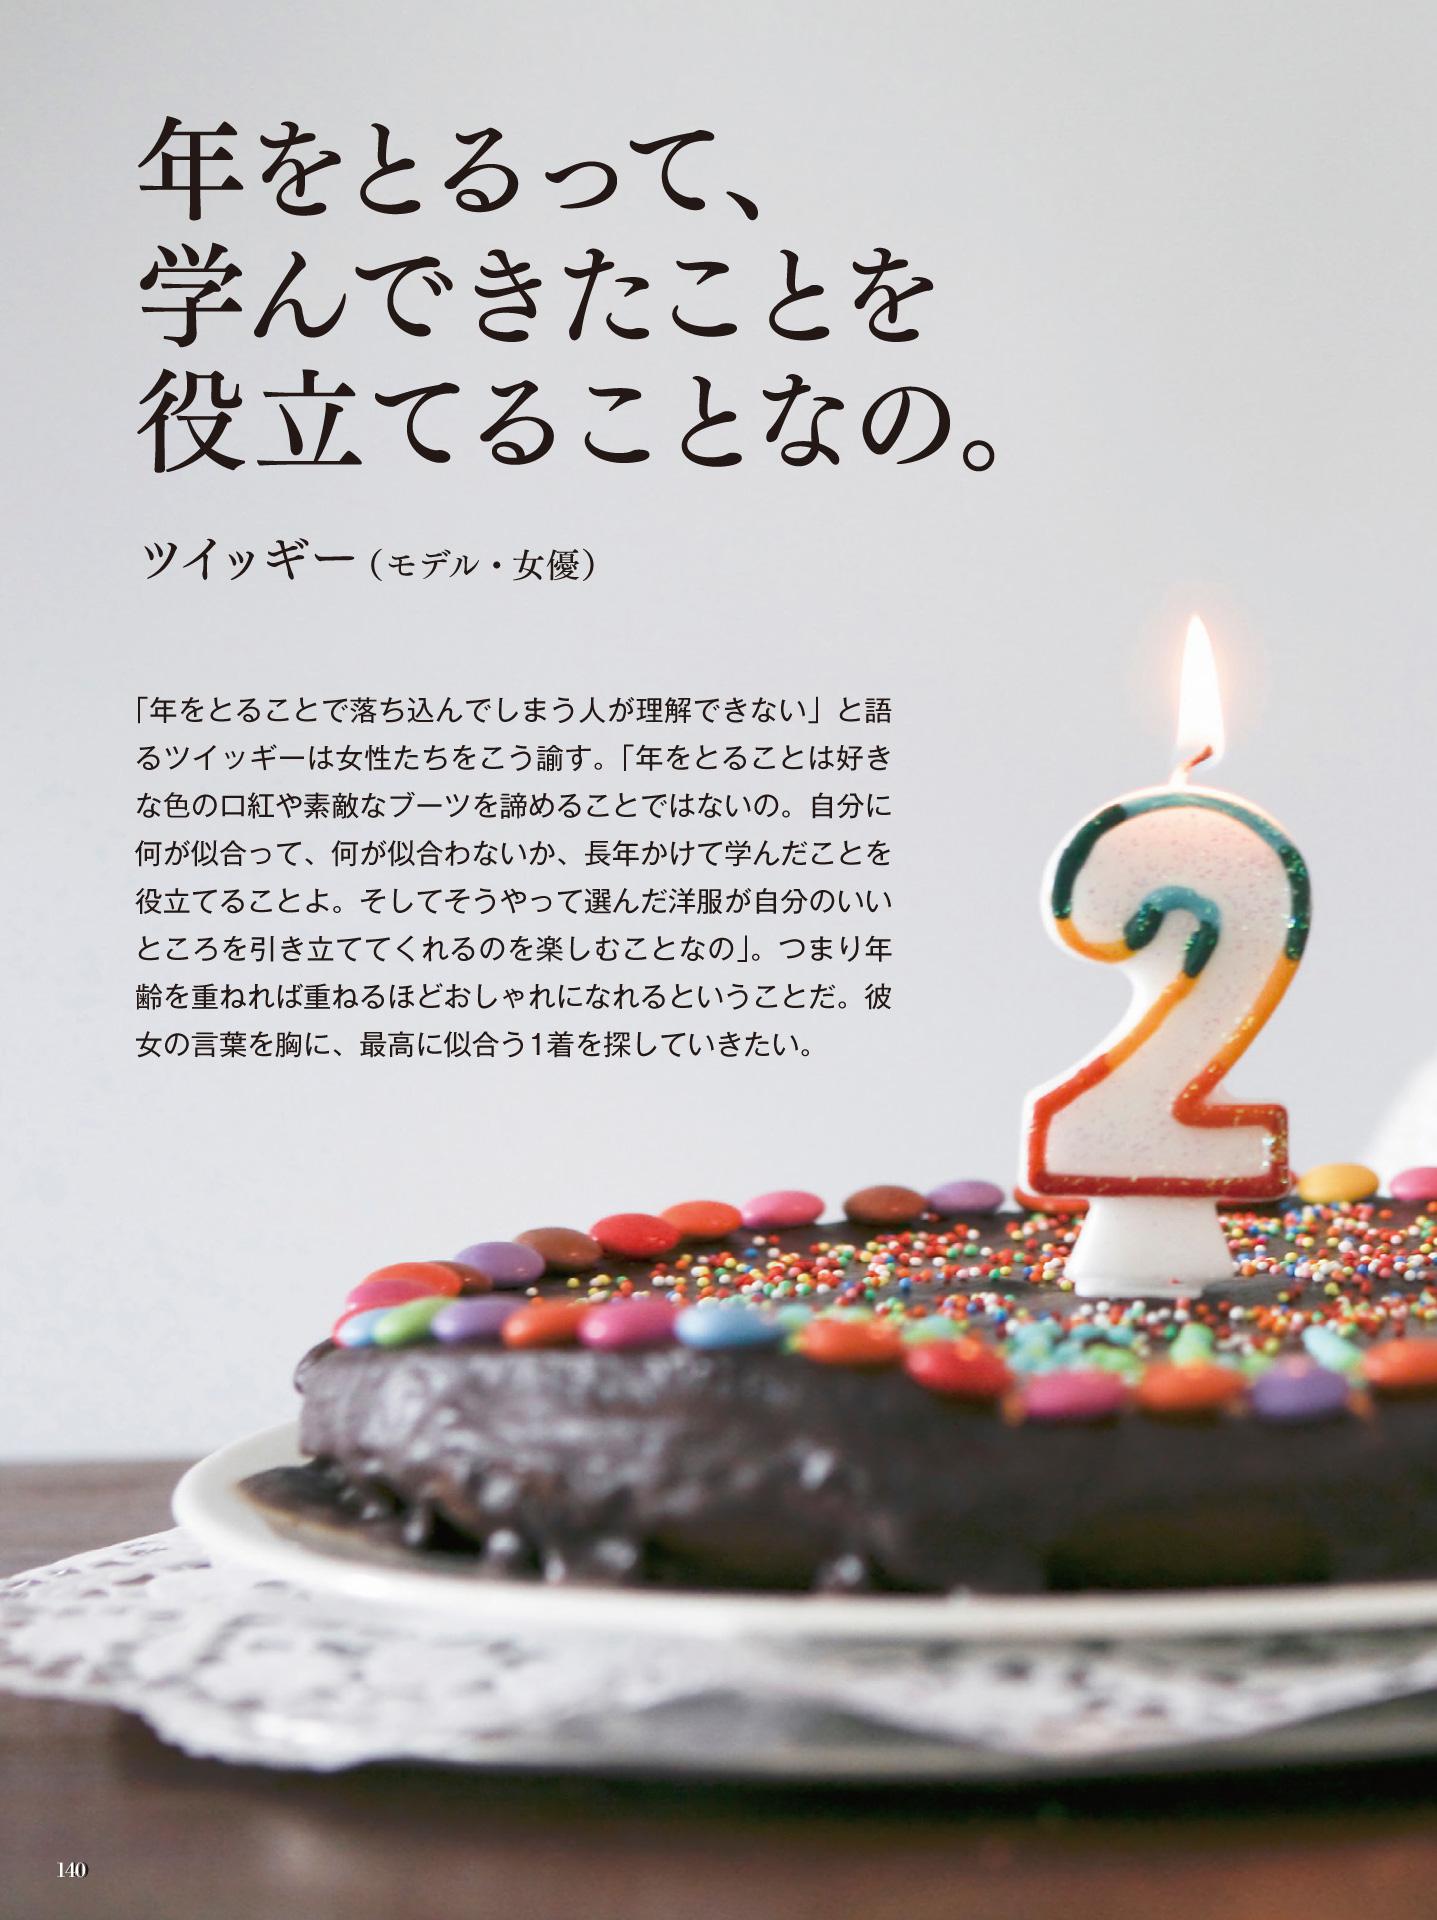 年をとるって、
学んできたことを
役立てることなの。
ツイッギー（モデル・女優）
「年をとることで落ち込んでしまう人が理解できない」と語
るツイッギーは女性たちをこう諭す。「年をとることは好き
な色の口紅や素敵なブーツを諦めることではないの。自分に
何が似合って、何が似合わないか、長年かけて学んだことを
役立てることよ。そしてそうやって選んだ洋服が自分のいい
ところを引き立ててくれるのを楽しむことなの」。つまり年
齢を重ねれば重ねるほどおしゃれになれるということだ。彼
女の言葉を胸に、最高に似合う1着を探していきたい。
2
140